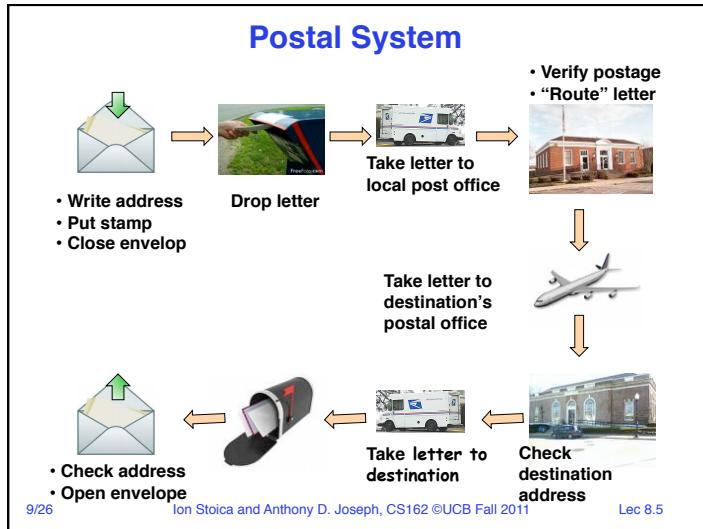 Postal System
• Verify postage
• “Route” letter
Take letter to
local post office
• Write address
• Put stamp
• Close envelop
Drop letter
FreeFoto.com
Take letter to
destination’s
postal office
• Check address
• Open envelope
Take letter to
destination
Check
destination
address
9/26
Ion Stoica and Anthony D. Joseph, CS162 ©UCB Fall 2011
Lec 8.5